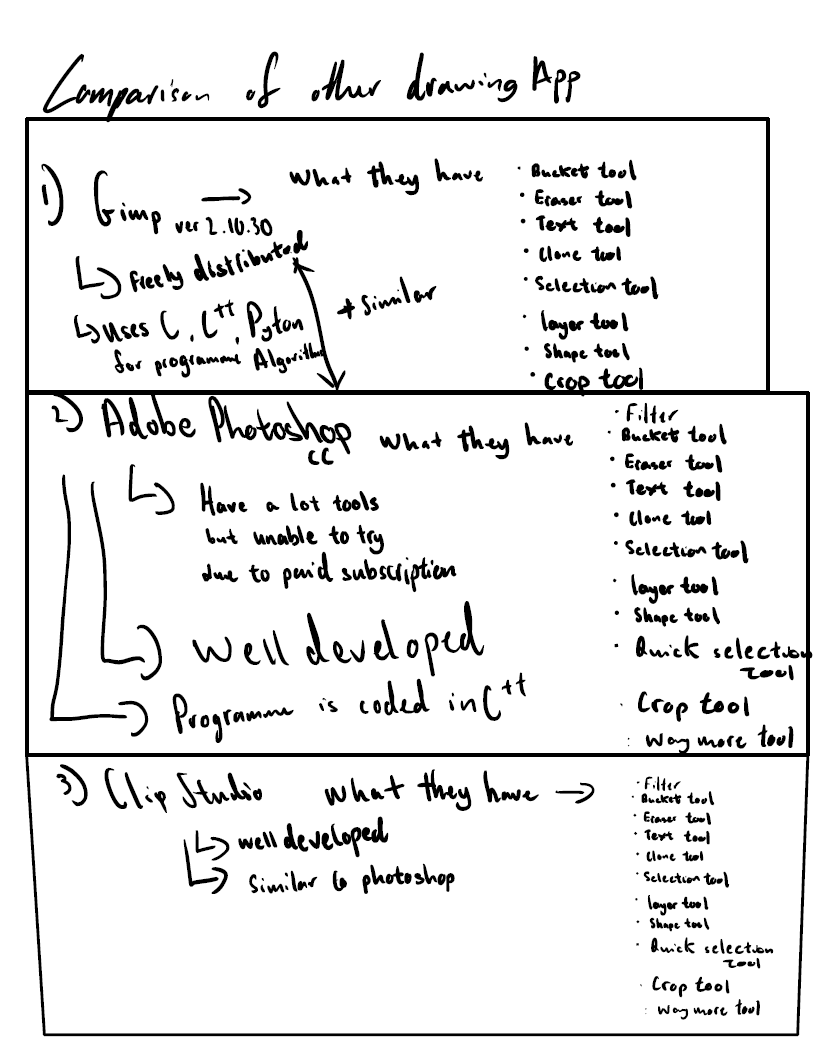 Comparison of other drawing App
1) Gimp ver 2.10.30 → What they have
↳ freely distributed
* similar
↳ uses C, C++, Pyton
for programme Algorithm
· Bucket tool
· Eraser tool
· Text tool
· Clone tool
· Selection tool
· layer tool
· Shape tool
· Crop tool
2) Adobe Photoshop CC What they have
↳ Have a lot tools
but unable to try
due to paid subscription
→ Well developed
→ Programme is coded in C++
· Filter
· Bucket tool
· Eraser tool
· Text tool
· Clone tool
· Selection tool
· layer tool
· Shape tool
· Quick selection
tool
· Crop tool
· Way more tool
3) Clip Studio What they have →
↳ well developed
↳ Similar to photoshop
· Filter
· Bucket tool
· Eraser tool
· Text tool
· Clone tool
· Selection tool
· layer tool
· Shape tool
· Quick selection
tool
· Crop tool
· Way more tool